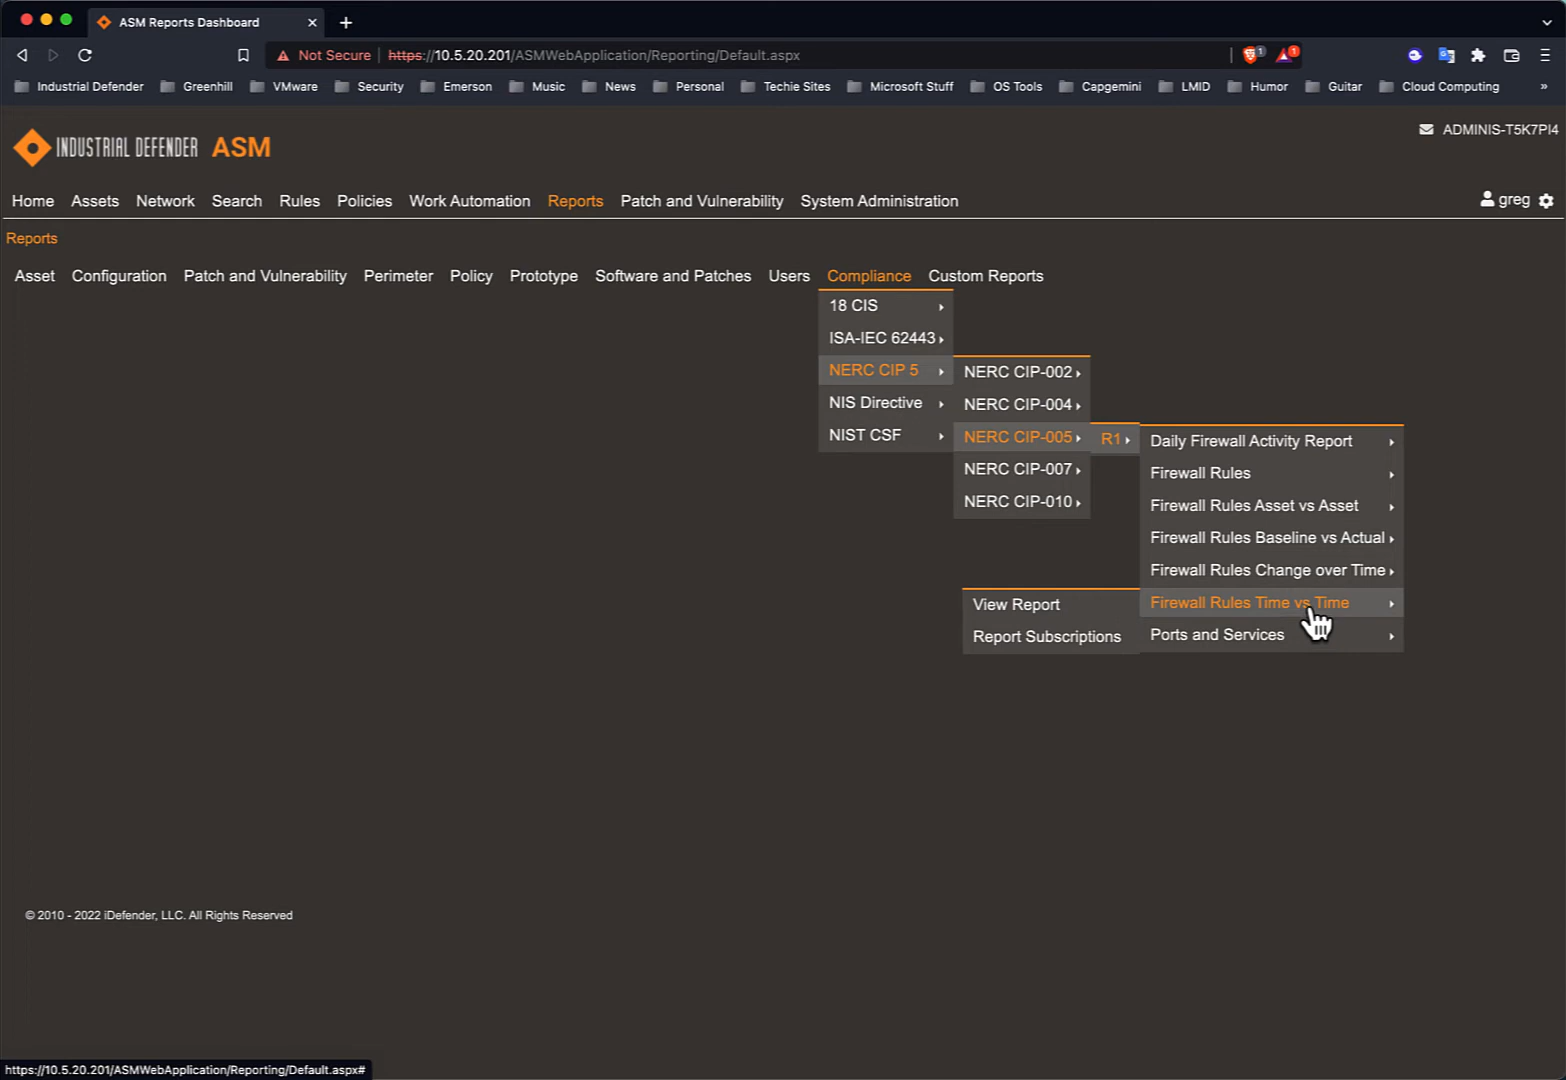 ASM Reports Dashboard
Not Secure https://10.5.20.201/ASMWebApplication/Reporting/Default.aspx 1 1
Industrial Defender Greenhill VMware Security Emerson Music News Personal Techie Sites Microsoft Stuff OS Tools Capgemini LMID Humor Guitar Cloud Computing »
ADMINIS-T5K7PI4
INDUSTRIAL DEFENDER ASM
Home Assets Network Search Rules Policies Work Automation Reports Patch and Vulnerability System Administration greg
Reports
Asset Configuration Patch and Vulnerability Perimeter Policy Prototype Software and Patches Users Compliance Custom Reports
18 CIS
ISA-IEC 62443
NERC CIP 5
NIS Directive
NIST CSF
NERC CIP-002
NERC CIP-004
NERC CIP-005
NERC CIP-007
NERC CIP-010
R1
Daily Firewall Activity Report
Firewall Rules
Firewall Rules Asset vs Asset
Firewall Rules Baseline vs Actual
Firewall Rules Change over Time
Firewall Rules Time vs Time
Ports and Services
View Report
Report Subscriptions
© 2010 - 2022 iDefender, LLC. All Rights Reserved
https://10.5.20.201/ASMWebApplication/Reporting/Default.aspx#